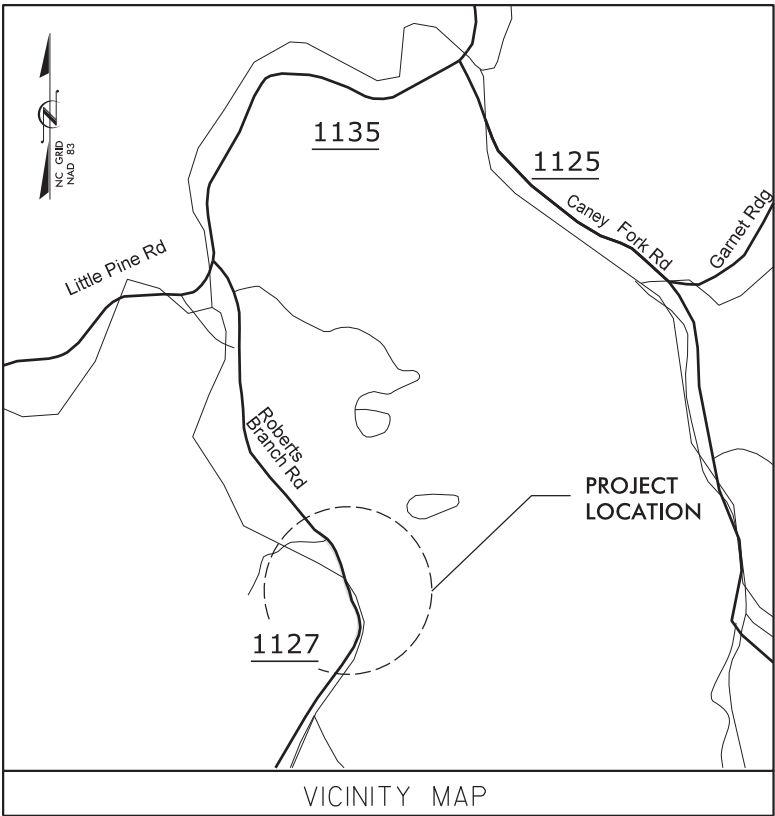 NC GRID
NAD 83
1135
1125
Caney Fork Rd
Garnet Rdg
Little Pine Rd
Roberts
Branch Rd
PROJECT
LOCATION
1127
VICINITY MAP